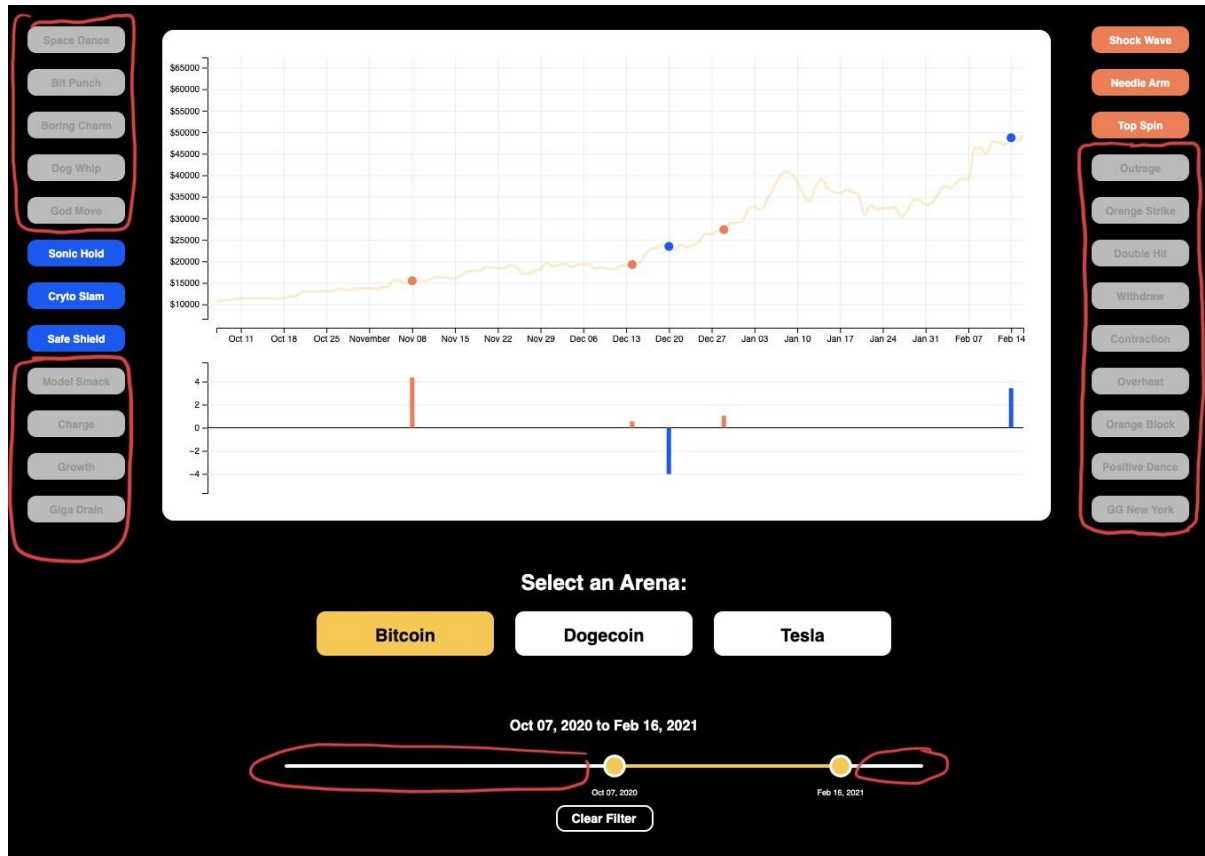 Space Dance
Bit Punch
Boring Charm
Dog Whip
God Move
Sonic Hold
Cryto Slam
Safe Shield
Model Smack
Charge
Growth
Giga Drain
$65000
$60000
$55000
$50000
$45000
$40000
$35000
$30000
$25000
$20000
$15000
$10000
Oct 11 Oct 18 Oct 25 November Nov 08 Nov 15 Nov 22 Nov 29 Dec 06 Dec 13 Dec 20 Dec 27 Jan 03 Jan 10 Jan 17 Jan 24 Jan 31 Feb 07 Feb 14
4
2
0
−2
−4
Shock Wave
Needle Arm
Top Spin
Outrage
Orange Strike
Double Hit
Withdraw
Contraction
Overheat
Orange Block
Positive Dance
GG New York
Select an Arena:
Bitcoin Dogecoin Tesla
Oct 07, 2020 to Feb 16, 2021
Oct 07, 2020 Feb 16, 2021
Clear Filter